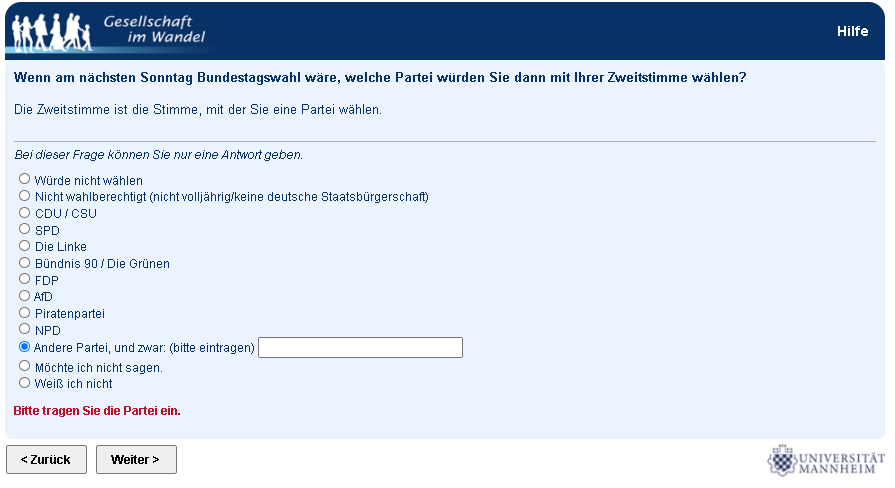 Gesellschaft
im Wandel
Hilfe
Wenn am nächsten Sonntag Bundestagswahl wäre, welche Partei würden Sie dann mit Ihrer Zweitstimme wählen?
Die Zweitstimme ist die Stimme, mit der Sie eine Partei wählen.
Bei dieser Frage können Sie nur eine Antwort geben.
Würde nicht wählen
Nicht wahlberechtigt (nicht volljährig/keine deutsche Staatsbürgerschaft)
CDU / CSU
SPD
Die Linke
Bündnis 90 / Die Grünen
FDP
AfD
Piratenpartei
NPD
Andere Partei, und zwar: (bitte eintragen)
Möchte ich nicht sagen.
Weiß ich nicht
Bitte tragen Sie die Partei ein.
< Zurück Weiter >
UNIVERSITÄT
MANNHEIM